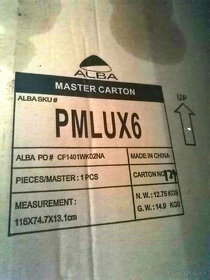 ALBA
MASTER CARTON
ALBA SKU #
PMLUX6
UP
ALBA PO# CF1401WK02NA
MADE IN CHINA
PIECES/MASTER : 1 PCS
CARTON NO
MEASUREMENT :
116X74.7X13.1cm
N. W.: 12.75 KGS
G. W.: 14.9 KGS